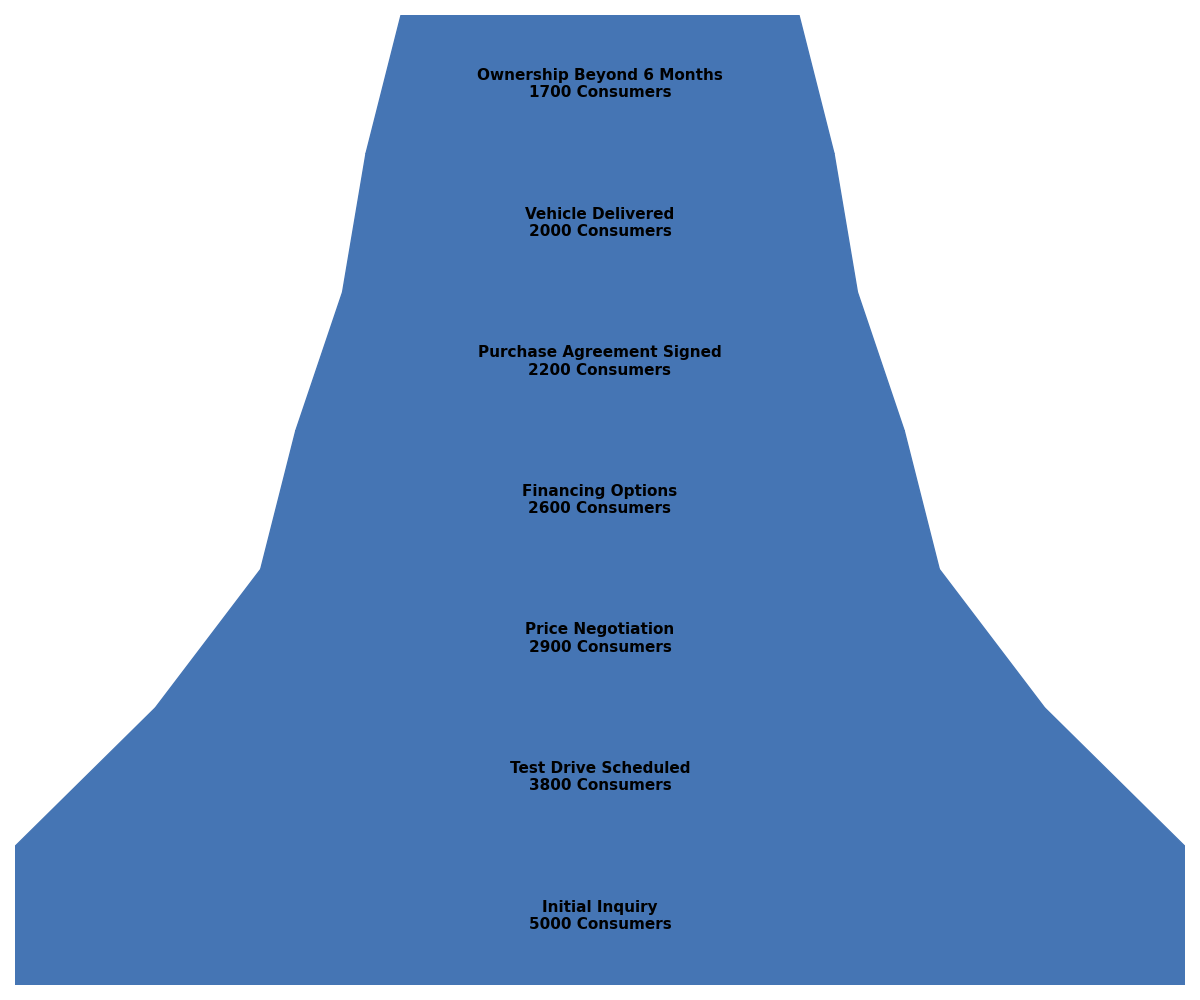 Ownership Beyond 6 Months
1700 Consumers
Vehicle Delivered
2000 Consumers
Purchase Agreement Signed
2200 Consumers
Financing Options
2600 Consumers
Price Negotiation
2900 Consumers
Test Drive Scheduled
3800 Consumers
Initial Inquiry
5000 Consumers